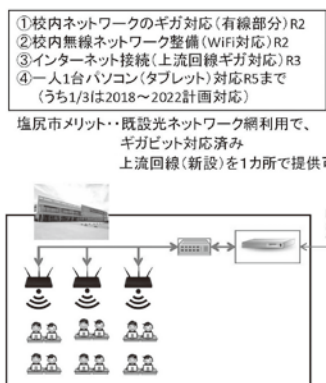 ①校内ネットワークのギガ対応(有線部分)R2
②校内無線ネットワーク整備(WiFi対応)R2
③インターネット接続(上流回線ギガ対応)R3
④一人1台パソコン(タブレット)対応R5まで
(うち1/3は2018～2022計画対応)
塩尻市メリット・・既設光ネットワーク網利用で、
ギガビット対応済み
上流回線(新設)を1カ所で提供可